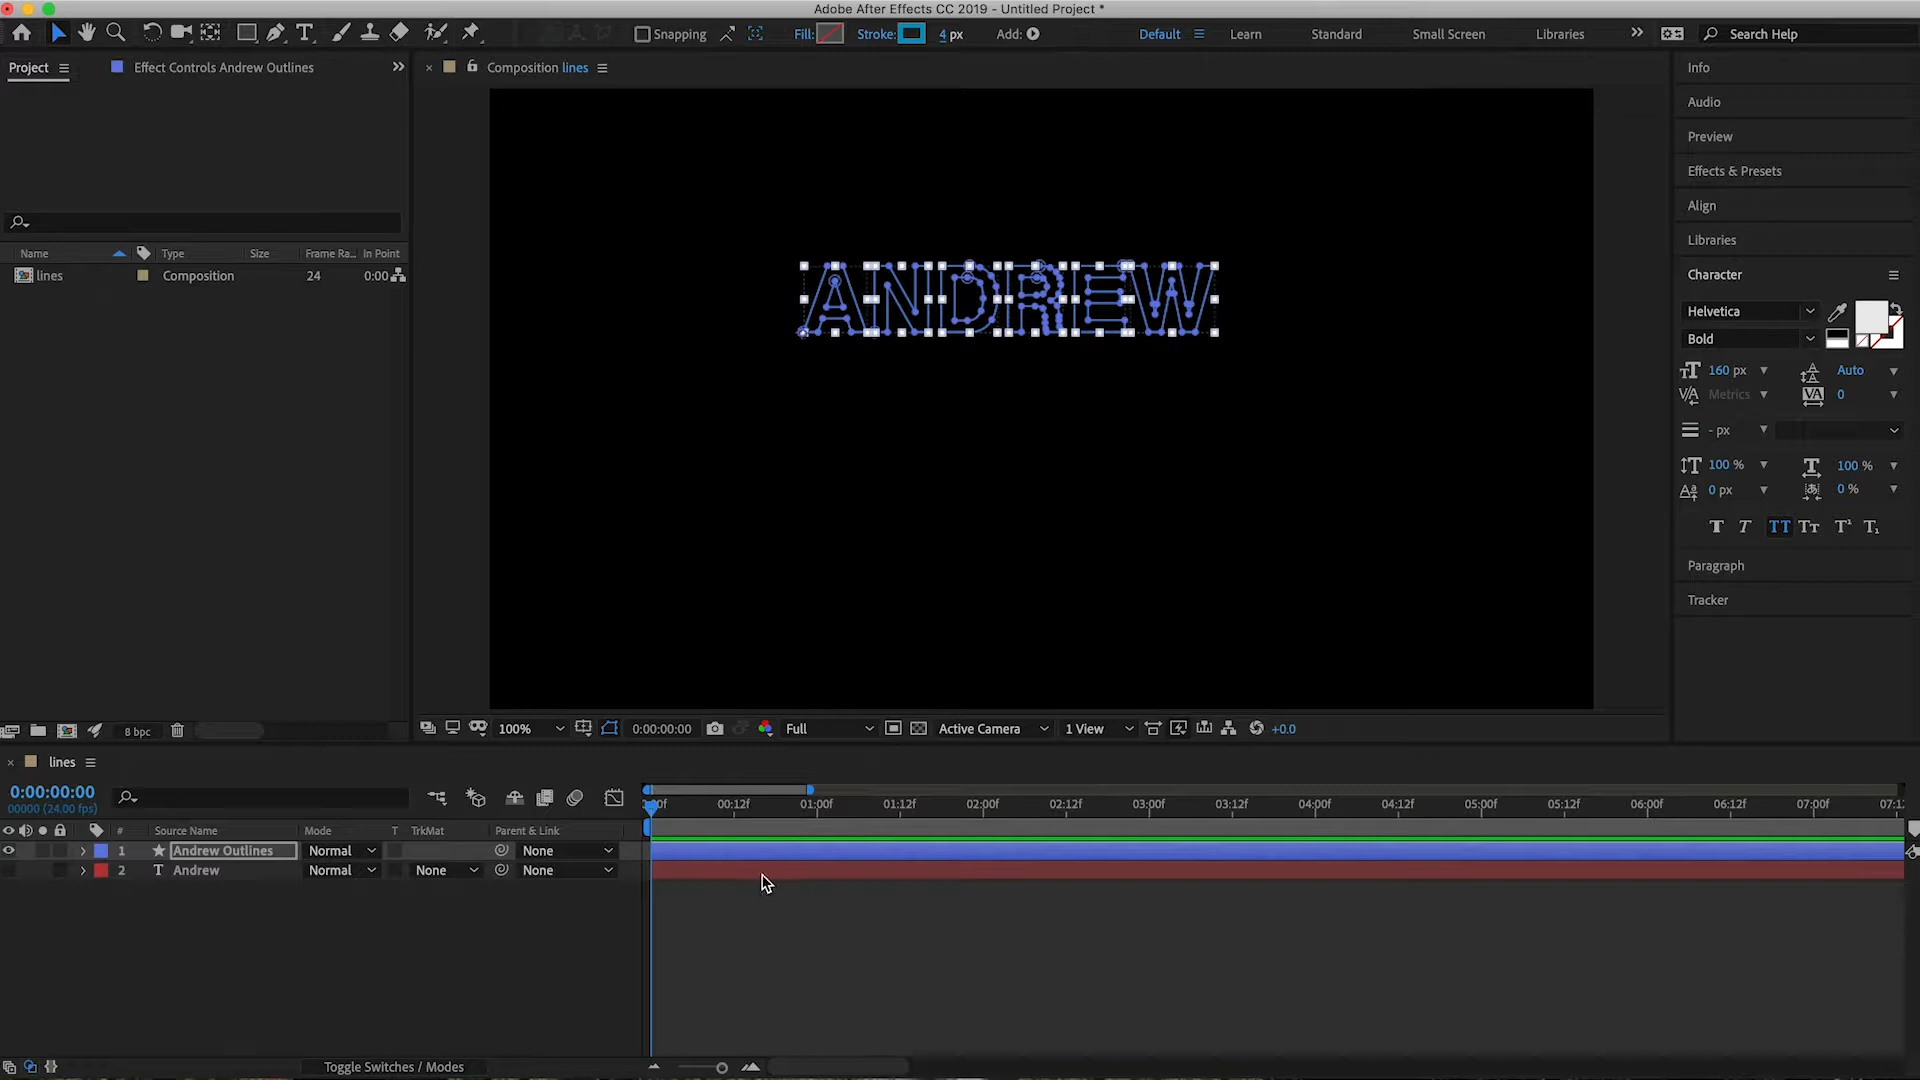 Adobe After Effects CC 2019 - Untitled Project *
Snapping
Fill:
Stroke:
4 px
Add:
Default
Learn
Standard
Small Screen
Libraries
Search Help
Project
Effect Controls Andrew Outlines
Composition lines
Info
Audio
Preview
Effects & Presets
Align
Libraries
Character
Helvetica
Bold
160 px
Auto
Metrics
0
- px
100 %
100 %
0 px
0 %
Paragraph
Tracker
Name
Type
Size
Frame Ra...
In Point
lines
Composition
24
0:00
ANDREW
8 bpc
100%
0:00:00:00
Full
Active Camera
1 View
+0.0
lines
0:00:00:00
00000 (24.00 fps)
00:12f
01:00f
01:12f
02:00f
02:12f
03:00f
03:12f
04:00f
04:12f
05:00f
05:12f
06:00f
06:12f
07:00f
07:12
#
Source Name
Mode
T
TrkMat
Parent & Link
1
Andrew Outlines
Normal
None
2
T
Andrew
Normal
None
None
Toggle Switches / Modes